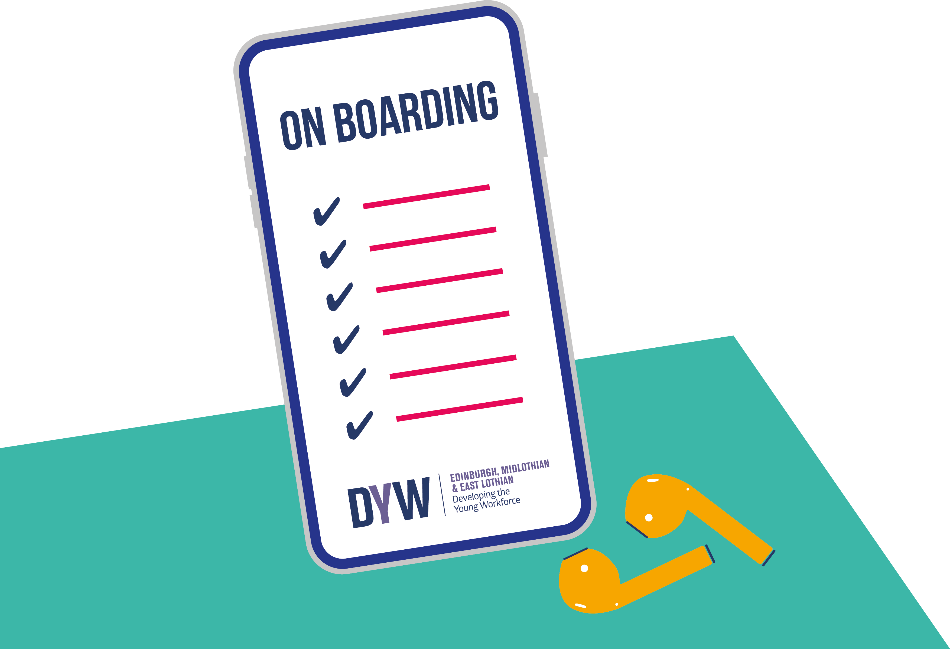 ON BOARDING
DYW
EDINBURGH, MIDLOTHIAN
& EAST LOTHIAN
Developing the
Young Workforce